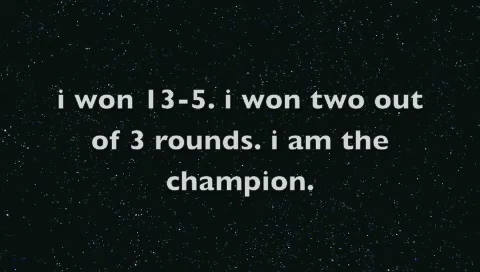 i won 13-5. i won two out
of 3 rounds. i am the
champion.